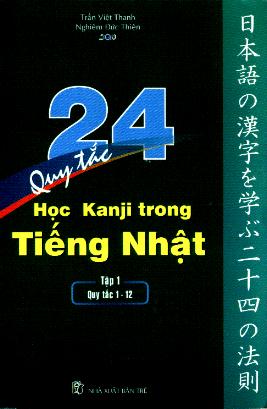 Trần Việt Thanh
Nghiêm Đức Thiện
24
Quy tắc
Học Kanji trong
Tiếng Nhật
Tập 1
Quy tắc 1 - 12
NHÀ XUẤT BẢN TRẺ
日本語の漢字を学ぶ二十四の法則